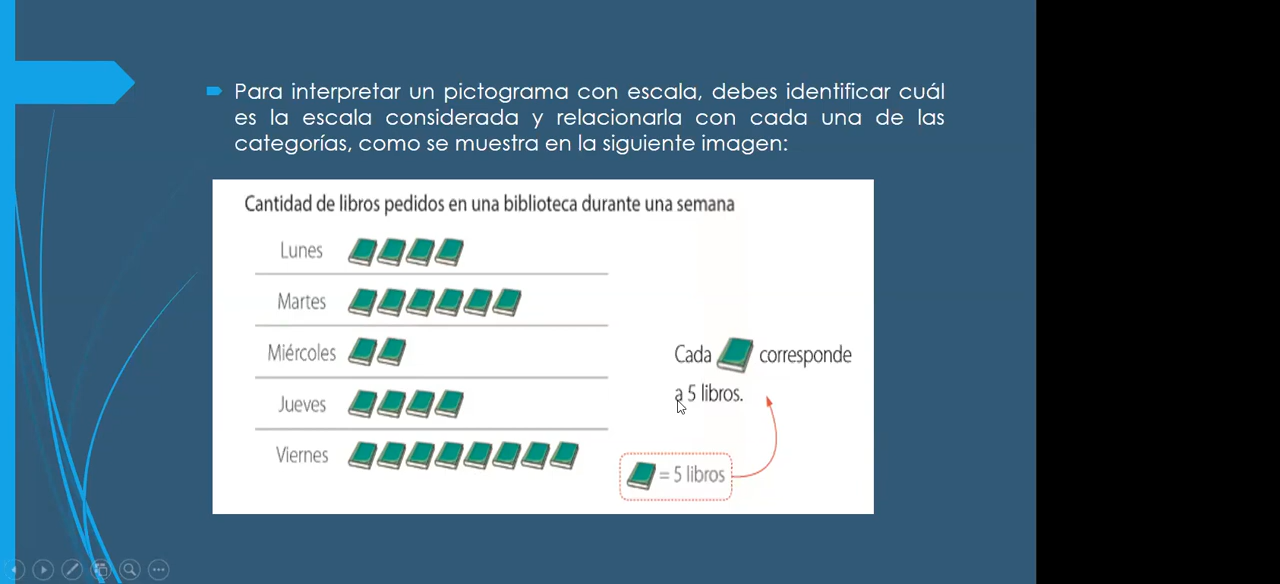 Para interpretar un pictograma con escala, debes identificar cuál
es la escala considerada y relacionarla con cada una de las
categorías, como se muestra en la siguiente imagen:
Cantidad de libros pedidos en una biblioteca durante una semana
Lunes
Martes
Miércoles
Jueves
Viernes
Cada corresponde
a 5 libros.
= 5 libros